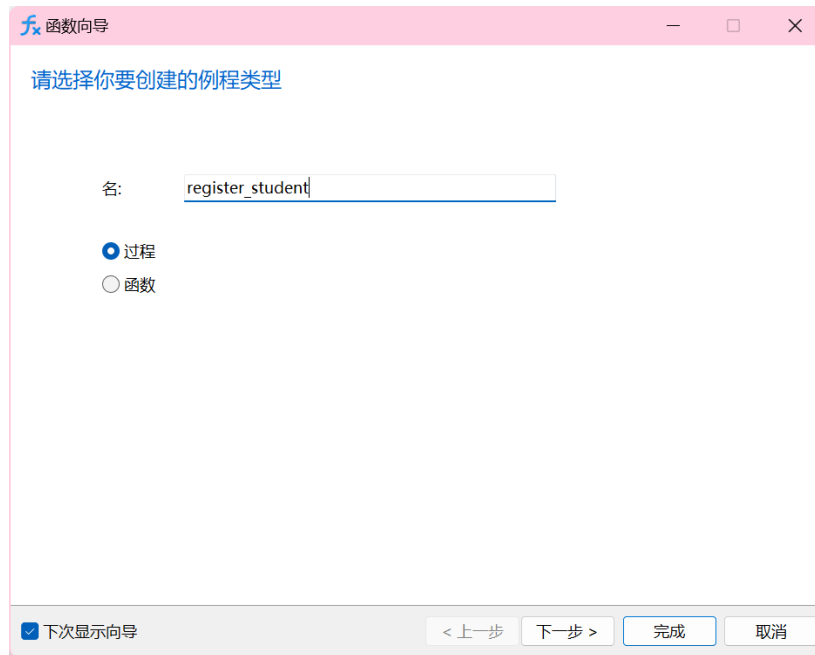 函数向导
请选择你要创建的例程类型
名: register_student
过程
函数
下次显示向导 < 上一步 下一步 > 完成 取消